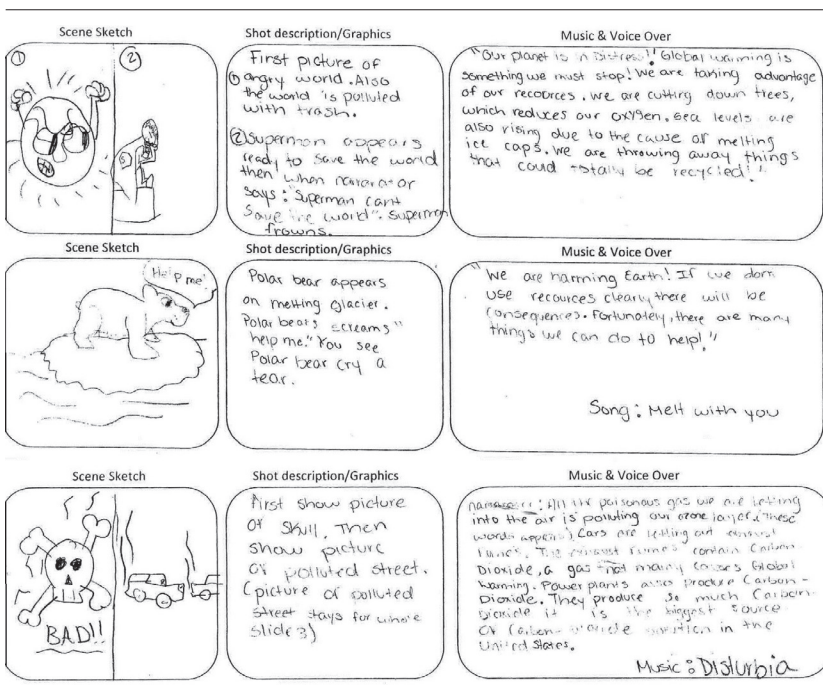 Scene Sketch
Shot description/Graphics
Music & Voice Over
①
②
First picture of
① angry world. Also
the world is polluted
with trash.
② Superman appears
ready to save the world
then when narorator
says: "Superman cant
Save the world". Superman
frowns.
"Our planet is in Distress!! Global warming is
something we must stop! We are taking advantage
of our recources. We are cutting down trees,
which reduces our oxygen. sea levels are
also rising due to the cause of melting
ice caps. We are throwing away things
that coud totally be recycled!"
Scene Sketch
Shot description/Graphics
Music & Voice Over
Help me!
Polar bear appears
on melting glacier.
Polar bears screams "
help me." You see
Polar bear cry a
tear.
"We are harming Earth! If we dont
use recources clearly, there will be
consequences. Fortunately, there are many
things we can do to help!"
Song: Melt with you
Scene Sketch
Shot description/Graphics
Music & Voice Over
BAD!!
First show picture
of skull, Then
show picture
of polluted street.
(picture of polluted
street stays for whole
slide 3)
: All the poisonous gas we are letting
into the air is polluting our ozone layer. (These
words appear) Cars are letting out
fumes. The exhaust fumes contain Carbon-
Dioxide, a gas that mainly causes Global
Warming. Power plants also produce Carbon-
Dioxide. They produce so much Carbon-
Dioxide it is the biggest source
of Carbon-Dioxide in the
United States.
Music: Disturbia